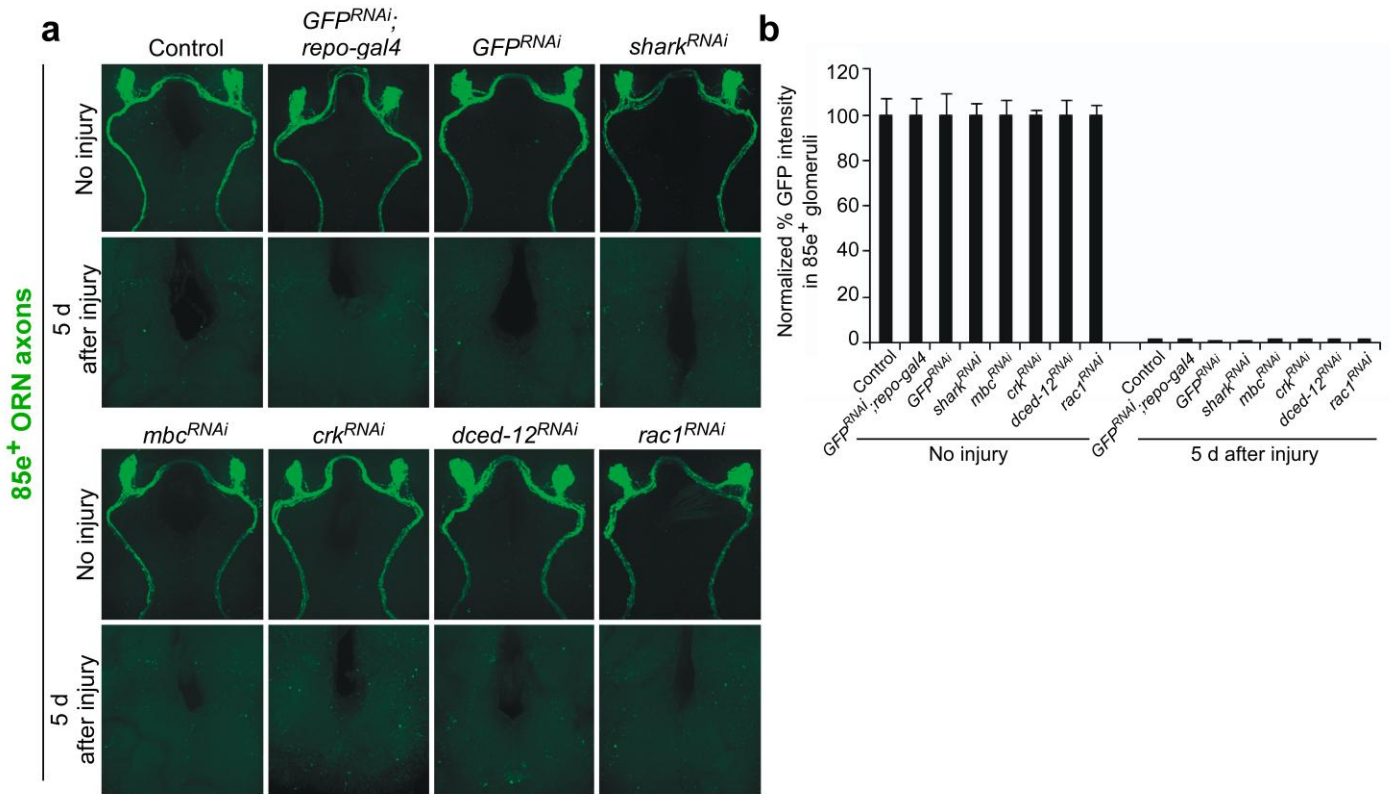 a
85e+ ORN axons
Control
GFPRNAi;
repo-gal4
GFPRNAi
sharkRNAi
No injury
5 d
after injury
mbcRNAi
crkRNAi
dced-12RNAi
rac1RNAi
No injury
5 d
after injury
b
Normalized % GFP intensity
in 85e+ glomeruli
120
100
80
60
40
20
0
Control
GFPRNAi;repo-gal4
GFPRNAi
sharkRNAi
mbcRNAi
crkRNAi
dced-12RNAi
rac1RNAi
No injury
Control
GFPRNAi;repo-gal4
GFPRNAi
sharkRNAi
mbcRNAi
crkRNAi
dced-12RNAi
rac1RNAi
5 d after injury